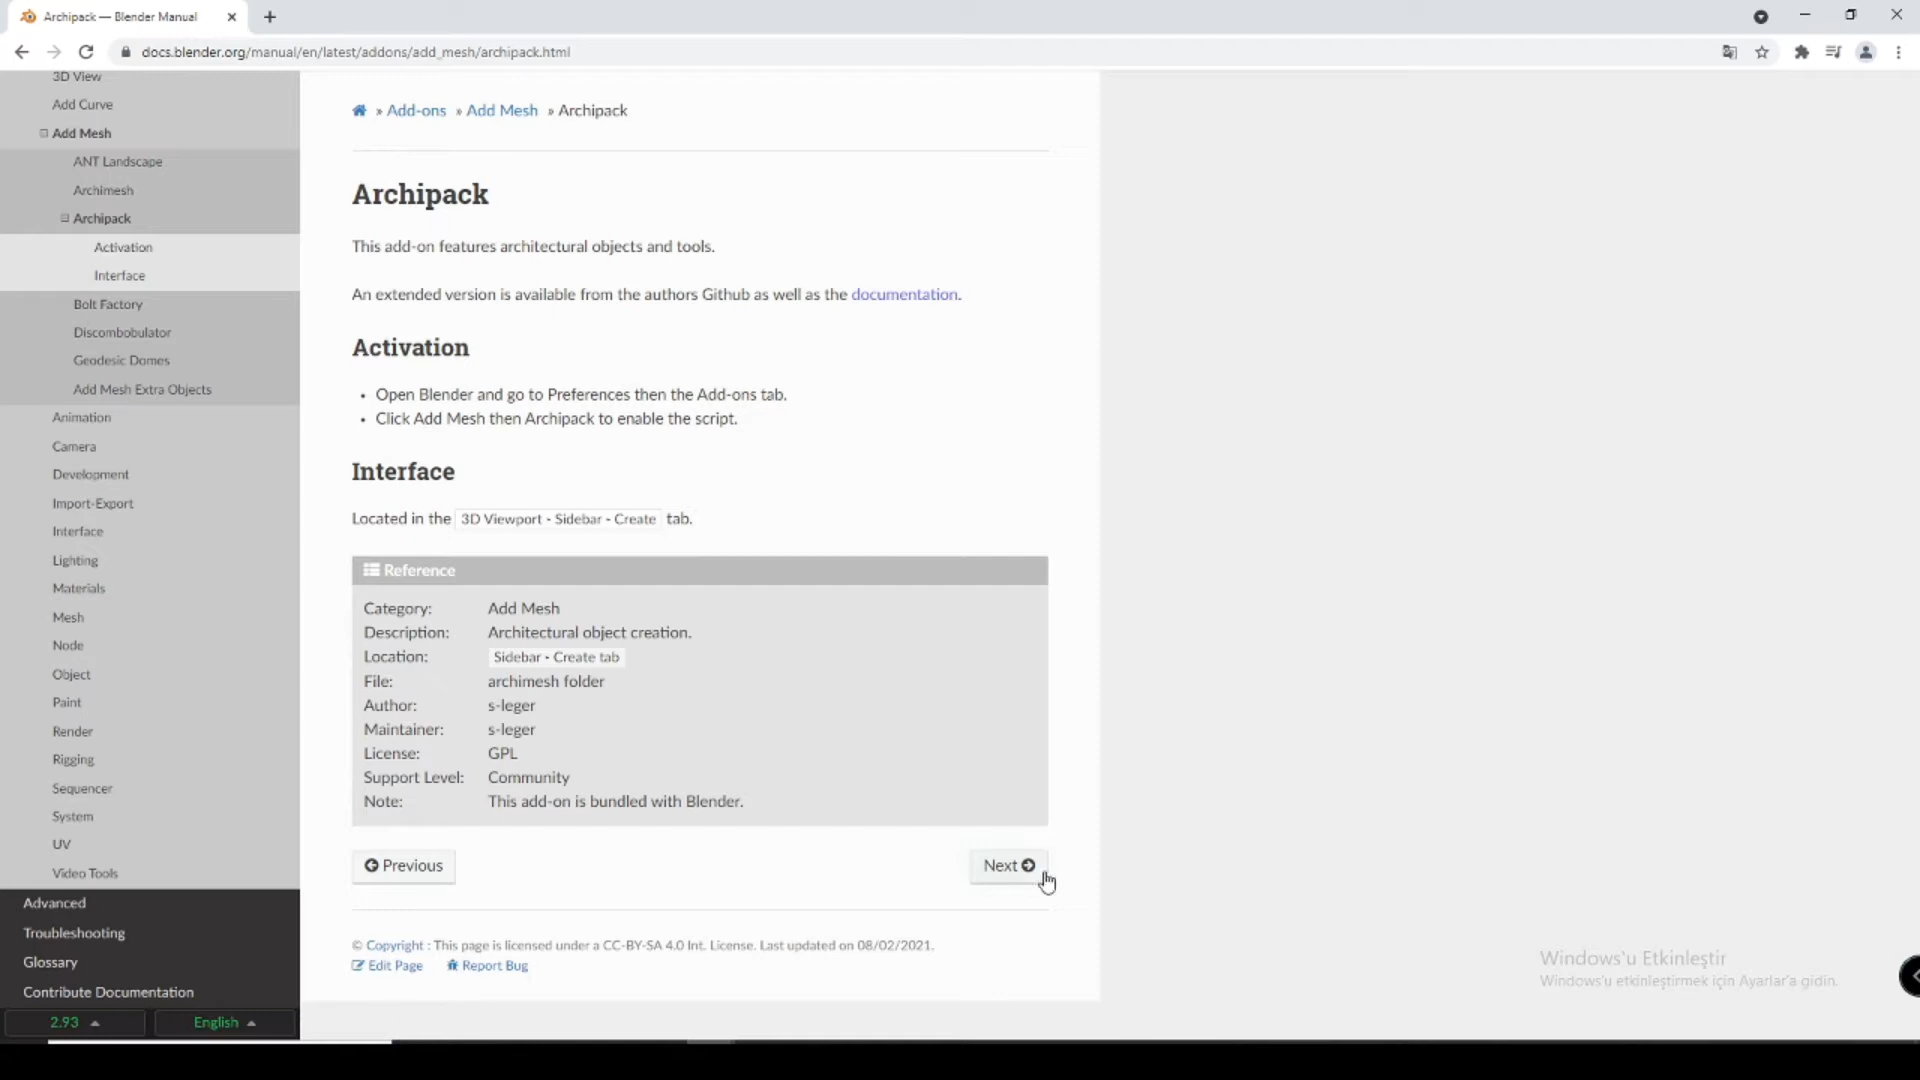 Archipack — Blender Manual
docs.blender.org/manual/en/latest/addons/add_mesh/archipack.html
3D View
Add Curve
Add Mesh
ANT Landscape
Archimesh
Archipack
Activation
Interface
Bolt Factory
Discombobulator
Geodesic Domes
Add Mesh Extra Objects
Animation
Camera
Development
Import-Export
Interface
Lighting
Materials
Mesh
Node
Object
Paint
Render
Rigging
Sequencer
System
UV
Video Tools
Advanced
Troubleshooting
Glossary
Contribute Documentation
2.93
English
» Add-ons » Add Mesh » Archipack
Archipack
This add-on features architectural objects and tools.
An extended version is available from the authors Github as well as the documentation.
Activation
• Open Blender and go to Preferences then the Add-ons tab.
• Click Add Mesh then Archipack to enable the script.
Interface
Located in the 3D Viewport - Sidebar - Create tab.
Reference
Category: Add Mesh
Description: Architectural object creation.
Location: Sidebar - Create tab
File: archimesh folder
Author: s-leger
Maintainer: s-leger
License: GPL
Support Level: Community
Note: This add-on is bundled with Blender.
Previous
Next
© Copyright : This page is licensed under a CC-BY-SA 4.0 Int. License. Last updated on 08/02/2021.
Edit Page Report Bug
Windows'u Etkinleştir
Windows'u etkinleştirmek için Ayarlar'a gidin.